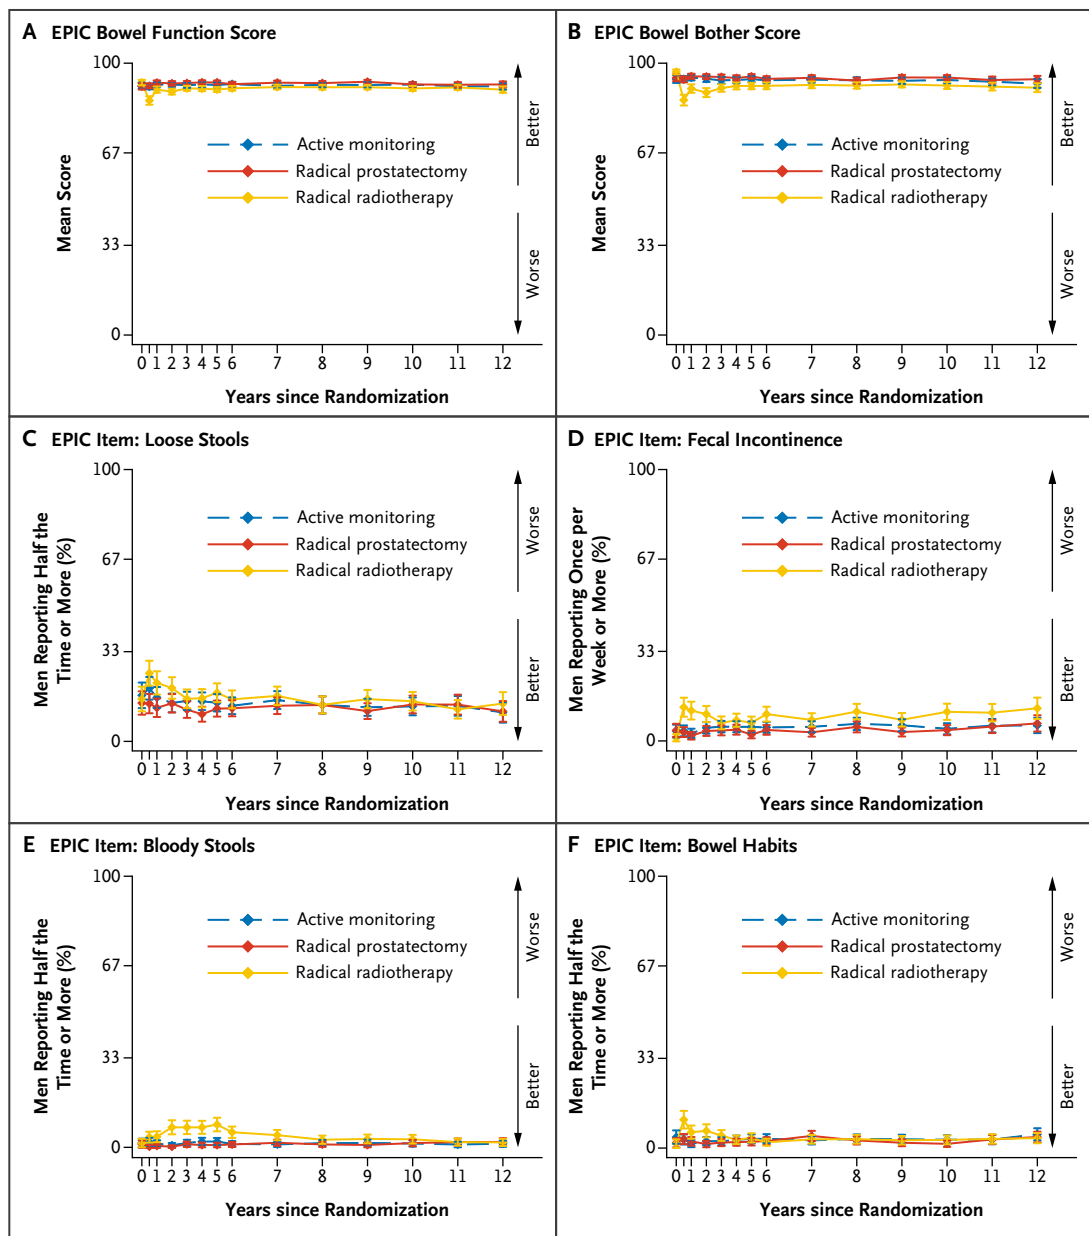 A EPIC Bowel Function Score
100
67
33
0
Mean Score
Active monitoring
Radical prostatectomy
Radical radiotherapy
Better
Worse
0 1 2 3 4 5 6 7 8 9 10 11 12
Years since Randomization
B EPIC Bowel Bother Score
100
67
33
0
Mean Score
Active monitoring
Radical prostatectomy
Radical radiotherapy
Better
Worse
0 1 2 3 4 5 6 7 8 9 10 11 12
Years since Randomization
C EPIC Item: Loose Stools
100
67
33
0
Men Reporting Half the
Time or More (%)
Active monitoring
Radical prostatectomy
Radical radiotherapy
Worse
Better
0 1 2 3 4 5 6 7 8 9 10 11 12
Years since Randomization
D EPIC Item: Fecal Incontinence
100
67
33
0
Men Reporting Once per
Week or More (%)
Active monitoring
Radical prostatectomy
Radical radiotherapy
Worse
Better
0 1 2 3 4 5 6 7 8 9 10 11 12
Years since Randomization
E EPIC Item: Bloody Stools
100
67
33
0
Men Reporting Half the
Time or More (%)
Active monitoring
Radical prostatectomy
Radical radiotherapy
Worse
Better
0 1 2 3 4 5 6 7 8 9 10 11 12
Years since Randomization
F EPIC Item: Bowel Habits
100
67
33
0
Men Reporting Half the
Time or More (%)
Active monitoring
Radical prostatectomy
Radical radiotherapy
Worse
Better
0 1 2 3 4 5 6 7 8 9 10 11 12
Years since Randomization